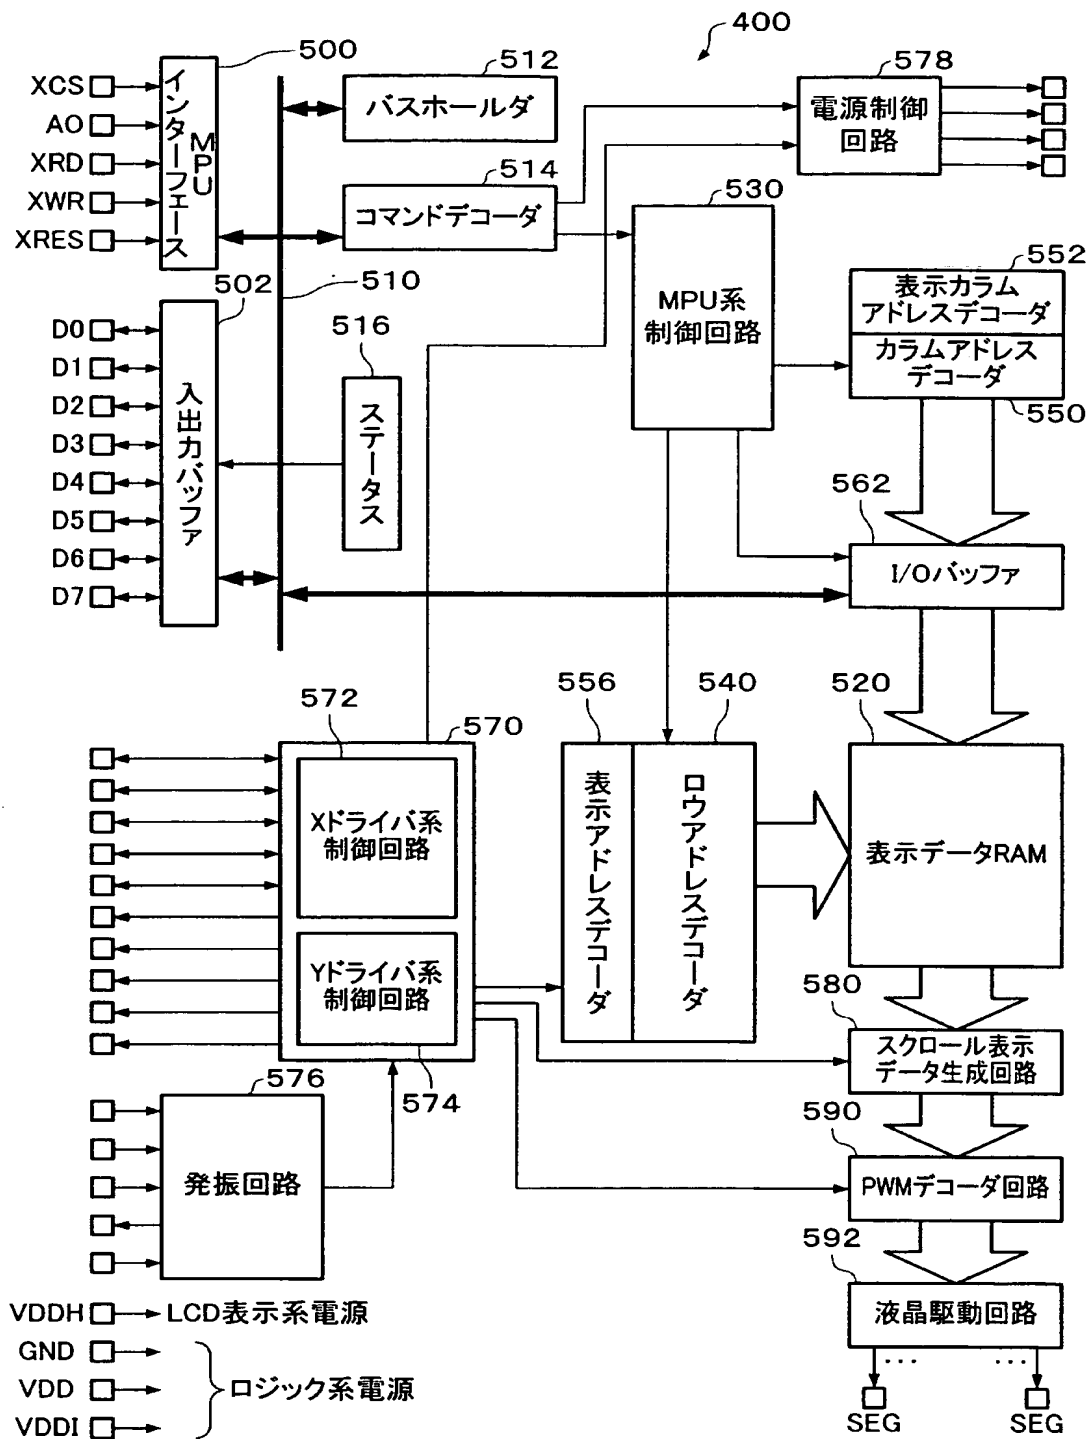 400
500
512
578
XCS
インターフェース
MPU
バスホールダ
電源制御
回路
AO
XRD
514
530
XWR
コマンドデコーダ
XRES
502
510
552
表示カラム
アドレスデコーダ
MPU系
制御回路
D0
516
カラムアドレス
デコーダ
D1
550
D2
入出力バッファ
ステータス
D3
D4
562
D5
D6
I/Oバッファ
D7
572
570
556
540
520
Xドライバ系
制御回路
表示アドレスデコーダ
ロウアドレスデコーダ
表示データRAM
Yドライバ系
制御回路
580
スクロール表示
データ生成回路
576
574
590
発振回路
PWMデコーダ回路
592
VDDH
LCD表示系電源
液晶駆動回路
GND
VDD
ロジック系電源
VDDI
... ...
SEG
SEG